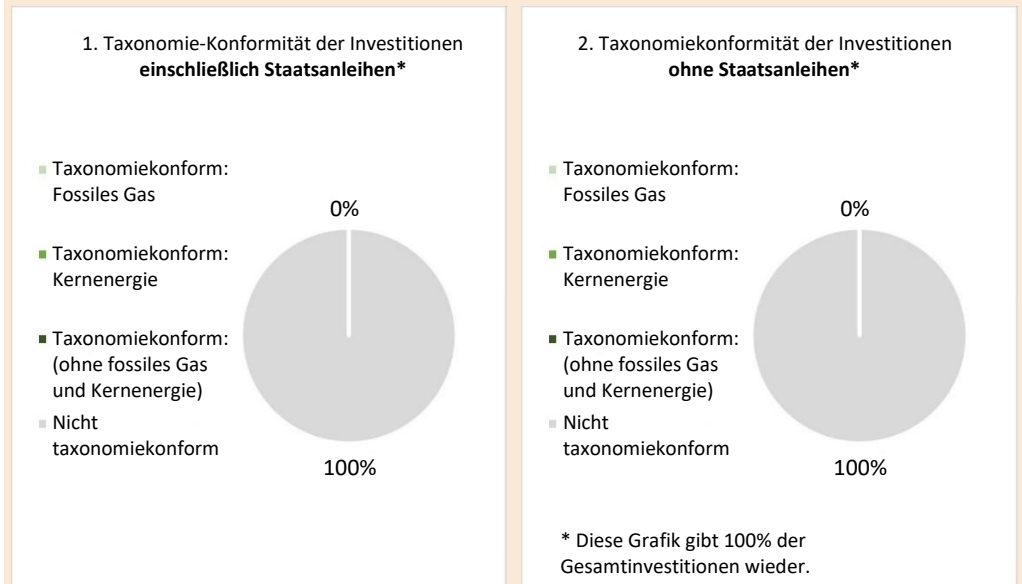 1. Taxonomie-Konformität der Investitionen
einschließlich Staatsanleihen*
Taxonomiekonform:
Fossiles Gas
Taxonomiekonform:
Kernenergie
Taxonomiekonform:
(ohne fossiles Gas
und Kernenergie)
Nicht
taxonomiekonform
0%
100%
2. Taxonomiekonformität der Investitionen
ohne Staatsanleihen*
Taxonomiekonform:
Fossiles Gas
Taxonomiekonform:
Kernenergie
Taxonomiekonform:
(ohne fossiles Gas
und Kernenergie)
Nicht
taxonomiekonform
0%
100%
* Diese Grafik gibt 100% der
Gesamtinvestitionen wieder.